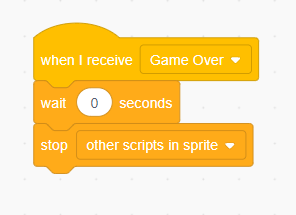 when I receive Game Over
wait 0 seconds
stop other scripts in sprite